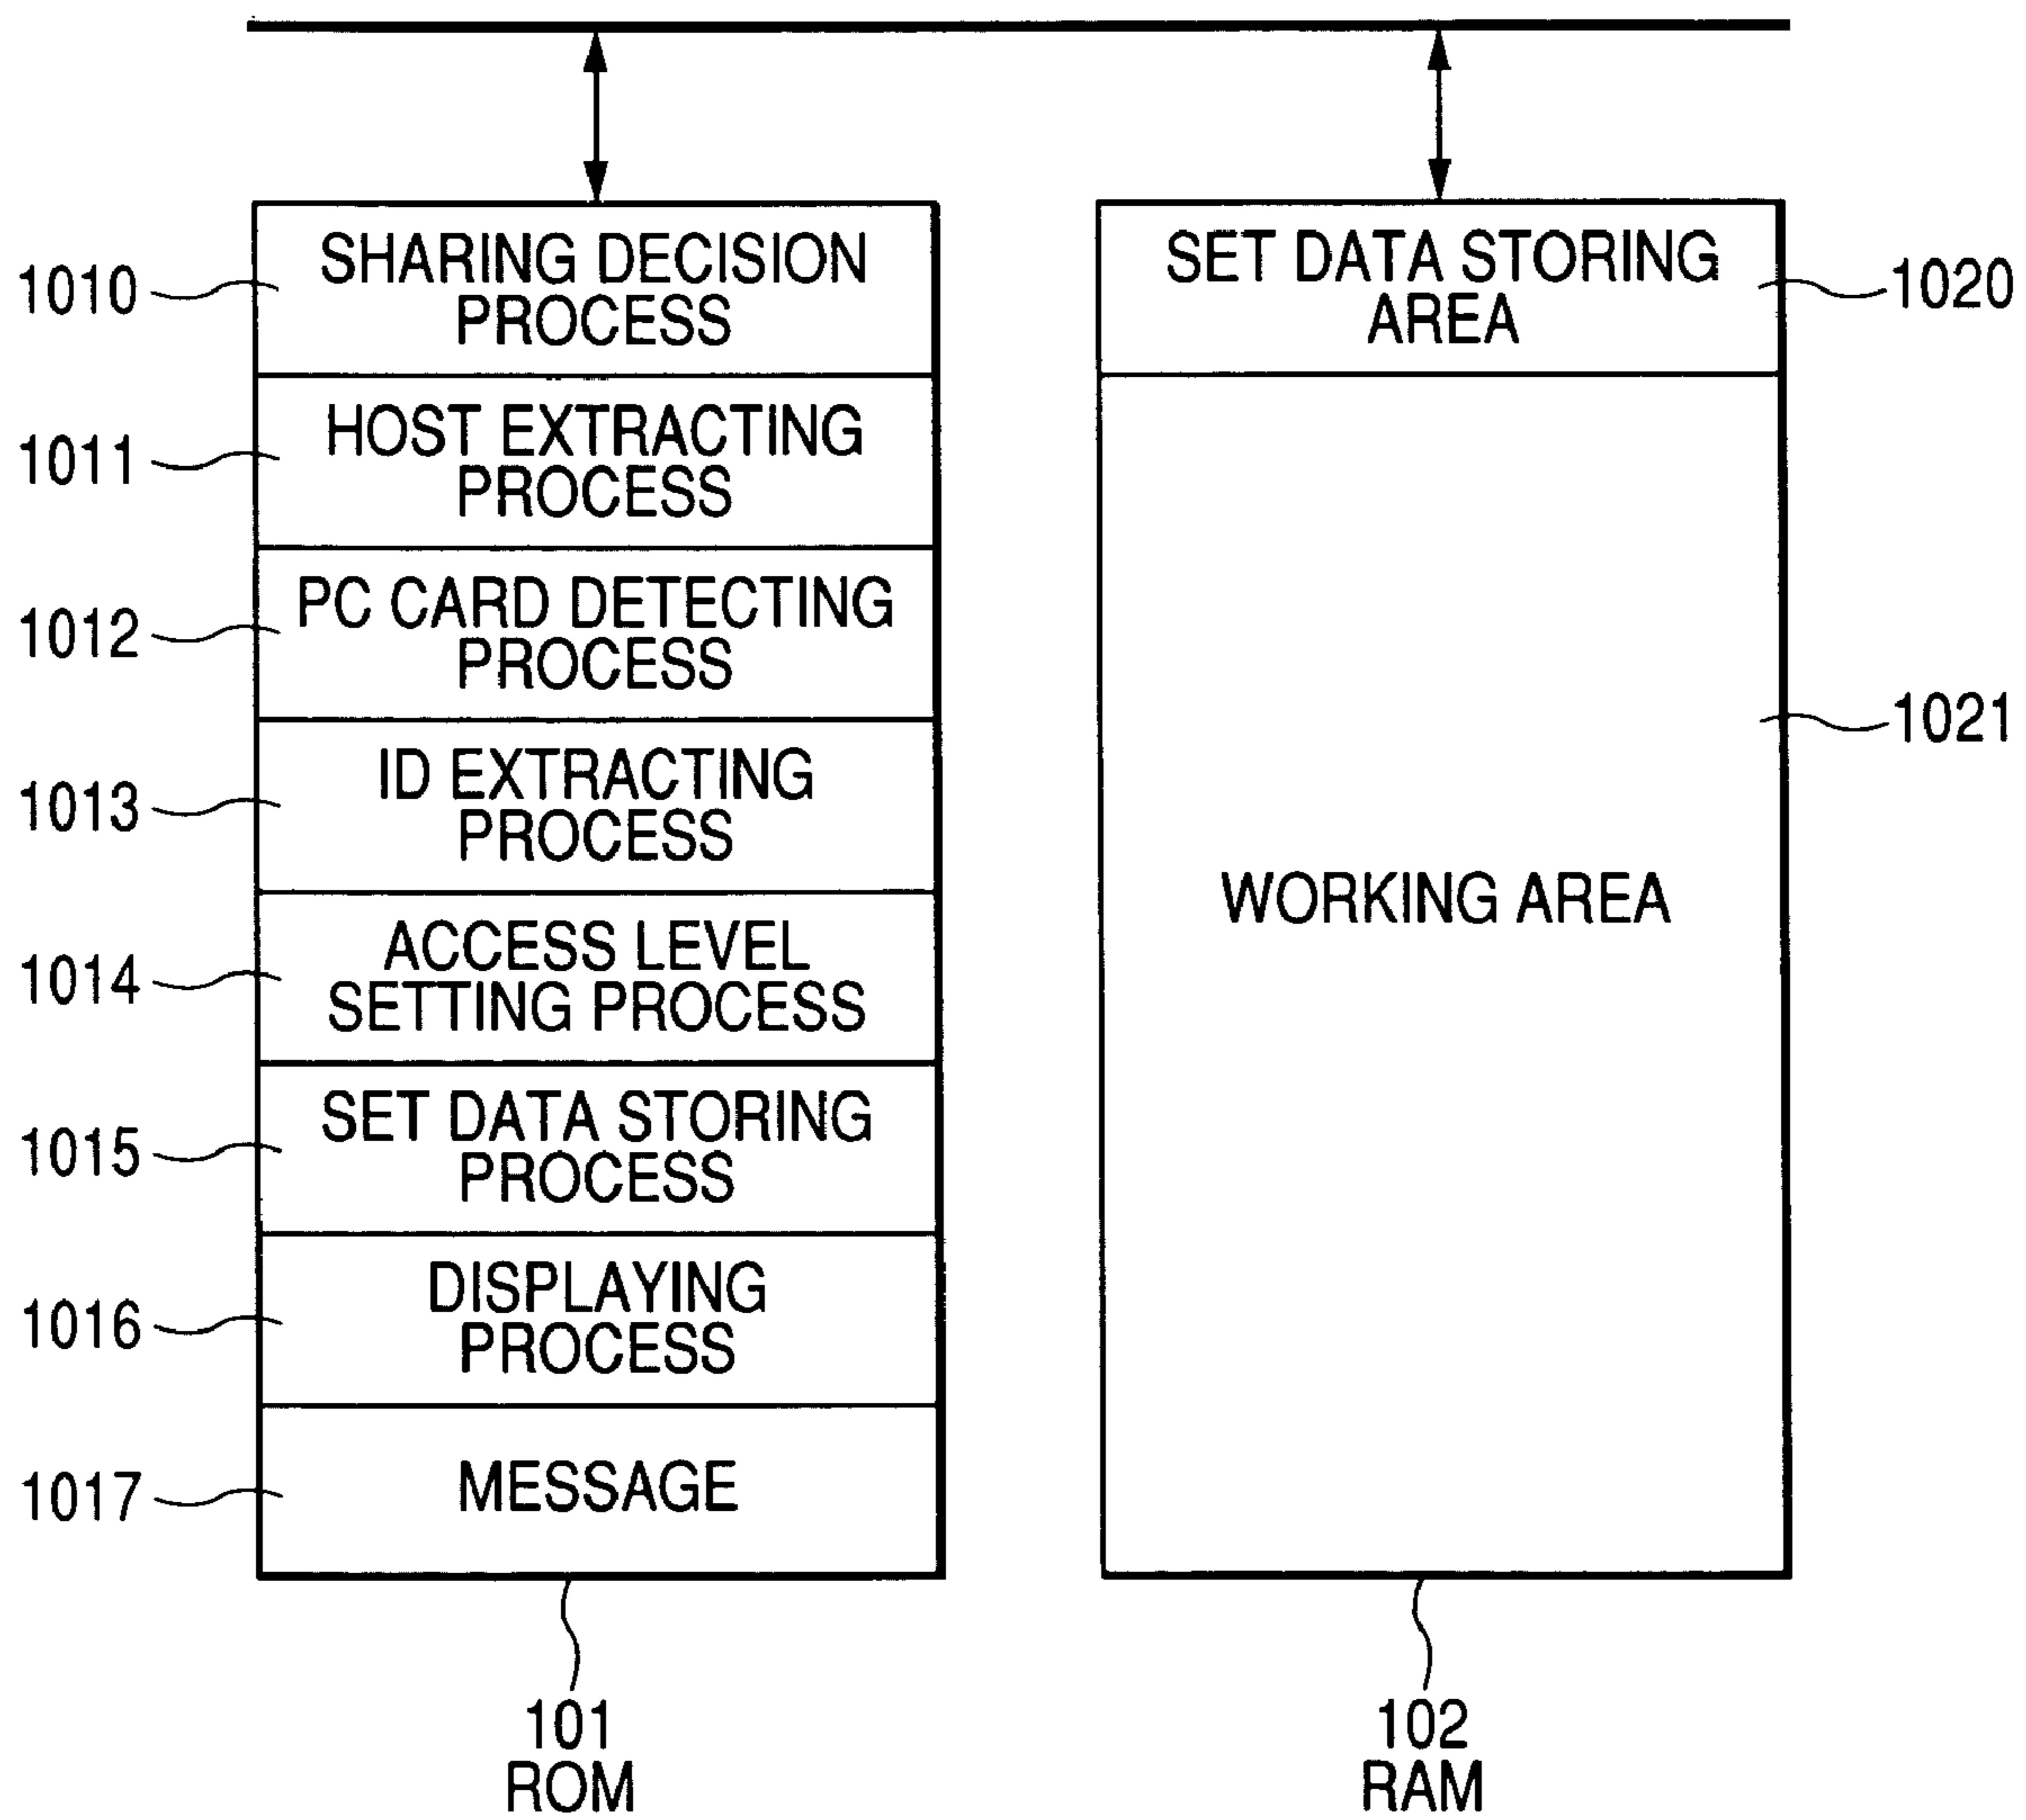 1010
SHARING DECISION
PROCESS
1011
HOST EXTRACTING
PROCESS
1012
PC CARD DETECTING
PROCESS
1013
ID EXTRACTING
PROCESS
1014
ACCESS LEVEL
SETTING PROCESS
1015
SET DATA STORING
PROCESS
1016
DISPLAYING
PROCESS
1017
MESSAGE
101
ROM
SET DATA STORING
AREA
1020
1021
WORKING AREA
102
RAM